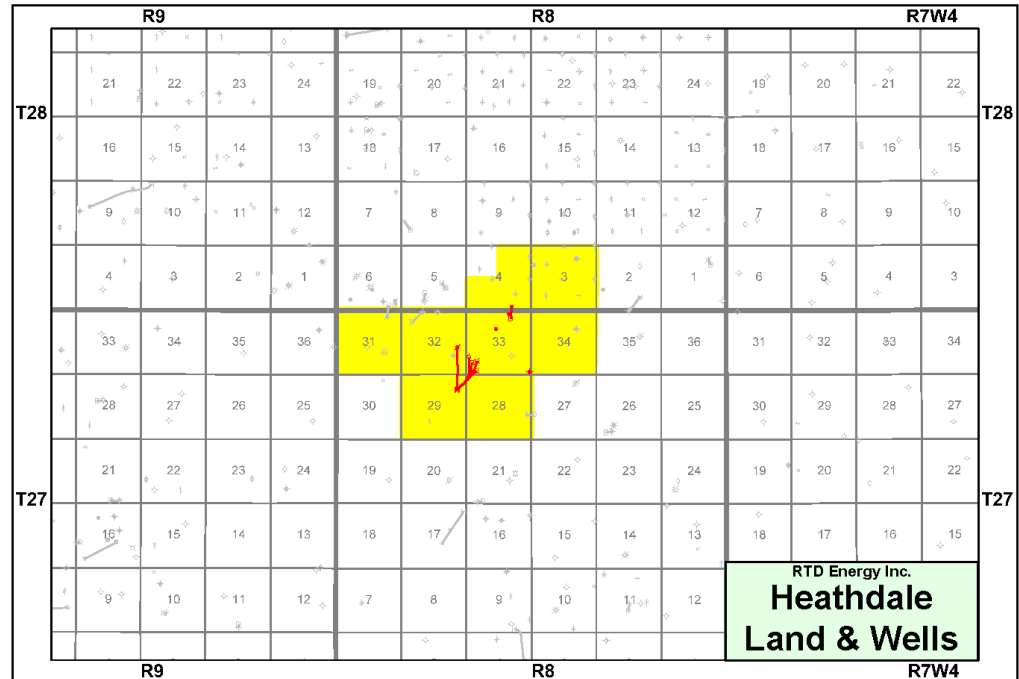 R9 R8 R7W4
21 22 23 24 19 20 21 22 23 24 19 20 21 22
T28 T28
16 15 14 13 18 17 16 15 14 13 18 17 16 15
9 10 11 12 7 8 9 10 11 12 7 8 9 10
4 3 2 1 6 5 4 3 2 1 6 5 4 3
33 34 35 36 31 32 33 34 35 36 31 32 33 34
28 27 26 25 30 29 28 27 26 25 30 29 28 27
21 22 23 24 19 20 21 22 23 24 19 20 21 22
T27 T27
16 15 14 13 18 17 16 15 14 13 18 17 16 15
9 10 11 12 7 8 9 10 11 12
RTD Energy Inc.
Heathdale
Land & Wells
R9 R8 R7W4